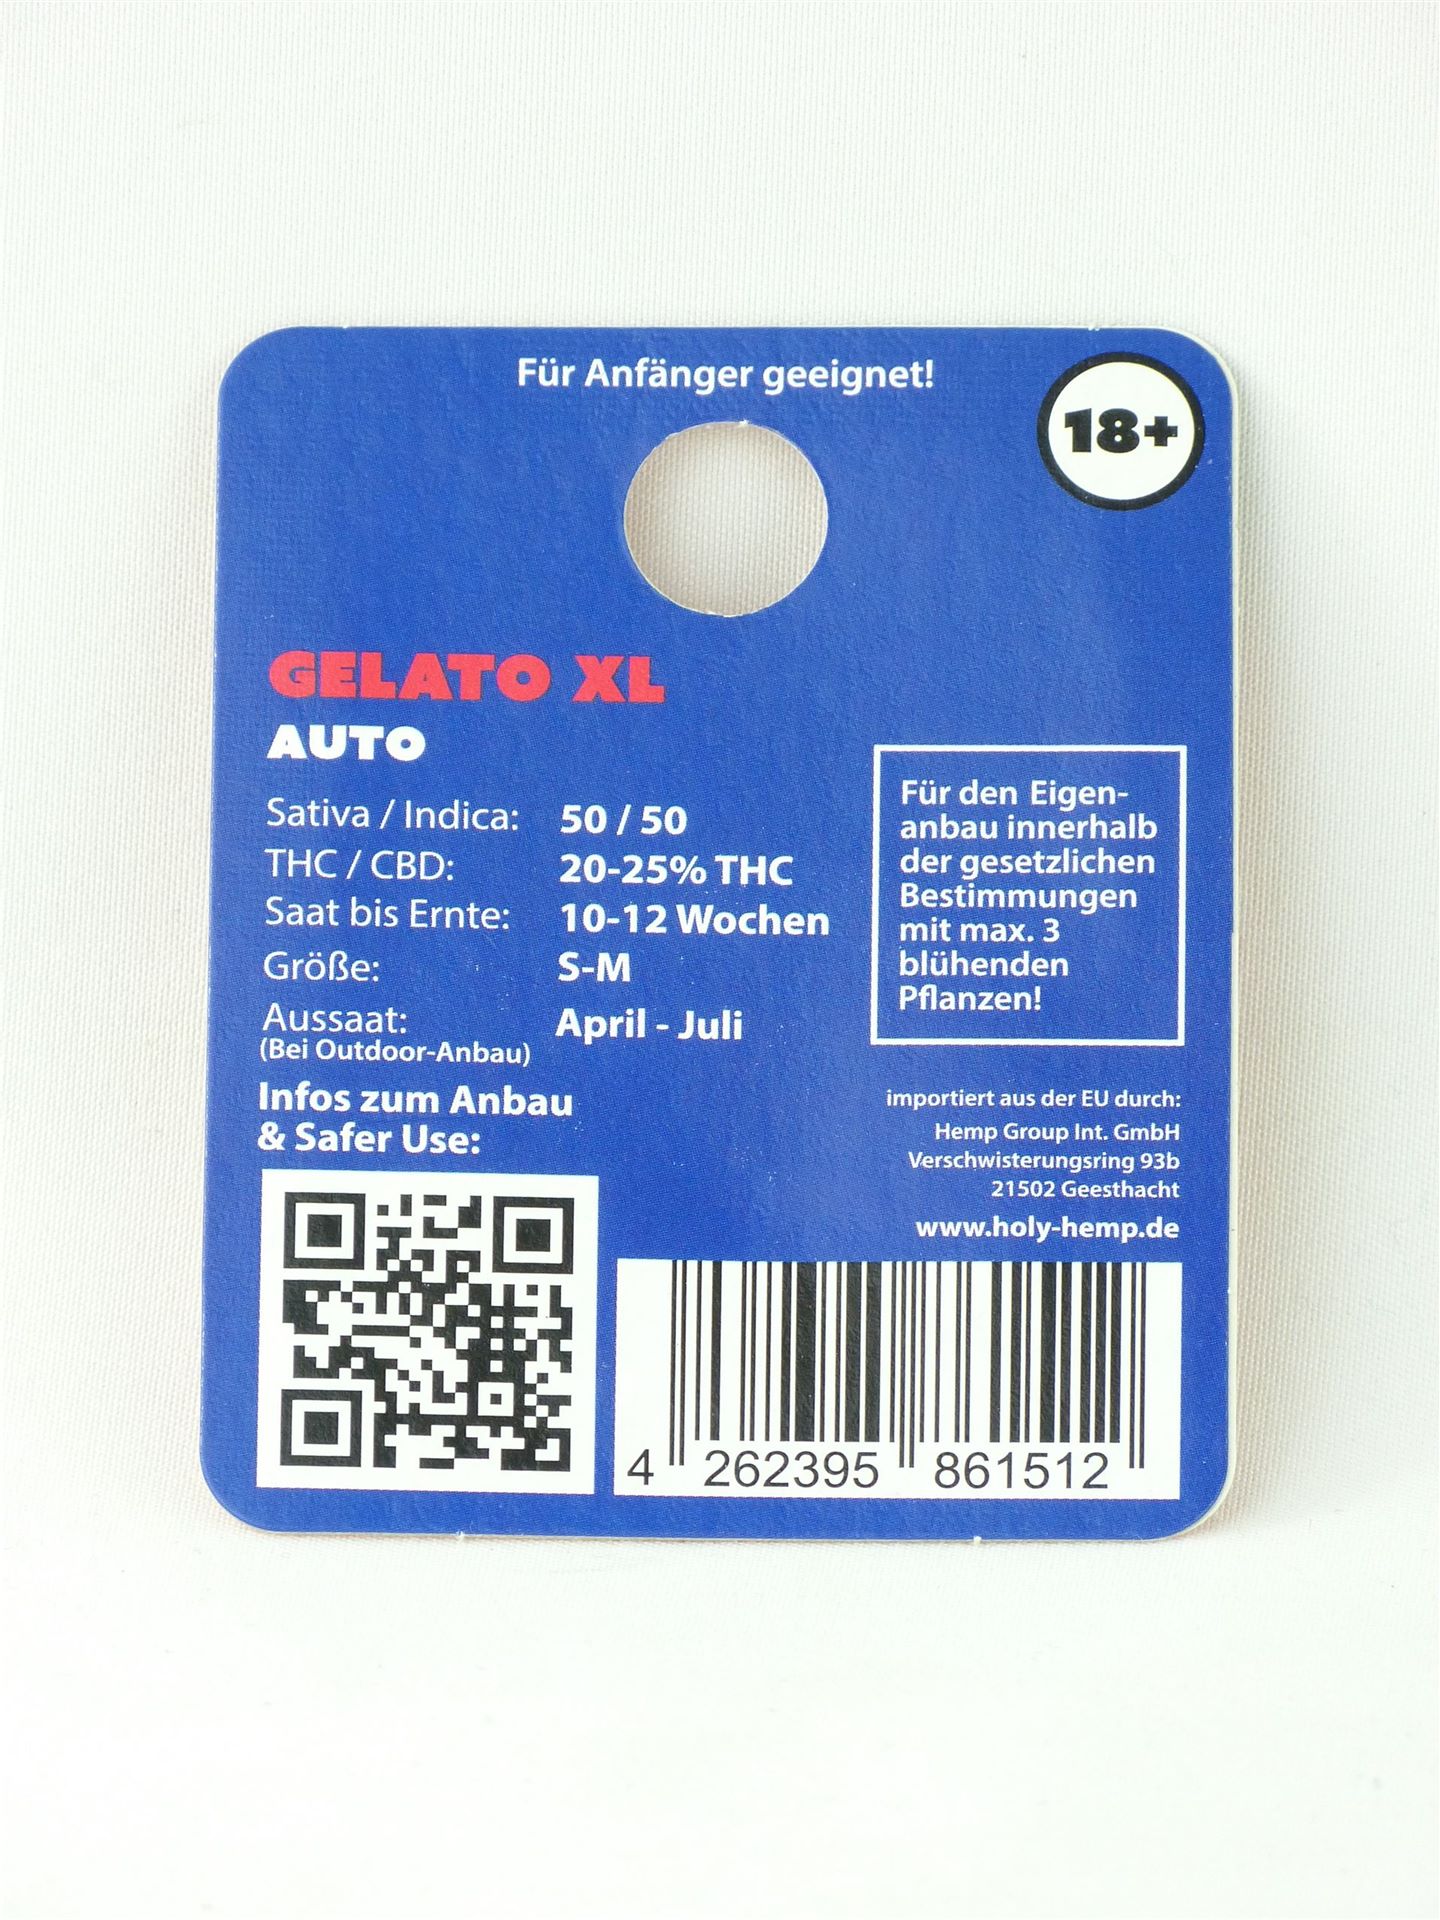 Für Anfänger geeignet!
18+
GELATO XL
AUTO
Sativa / Indica: 50 / 50
THC / CBD: 20-25% THC
Saat bis Ernte: 10-12 Wochen
Größe: S-M
Aussaat: April - Juli
(Bei Outdoor-Anbau)
Für den Eigen-
anbau innerhalb
der gesetzlichen
Bestimmungen
mit max. 3
blühenden
Pflanzen!
Infos zum Anbau
& Safer Use:
importiert aus der EU durch:
Hemp Group Int. GmbH
Verschwisterungsring 93b
21502 Geesthacht
www.holy-hemp.de
4 262395 861512